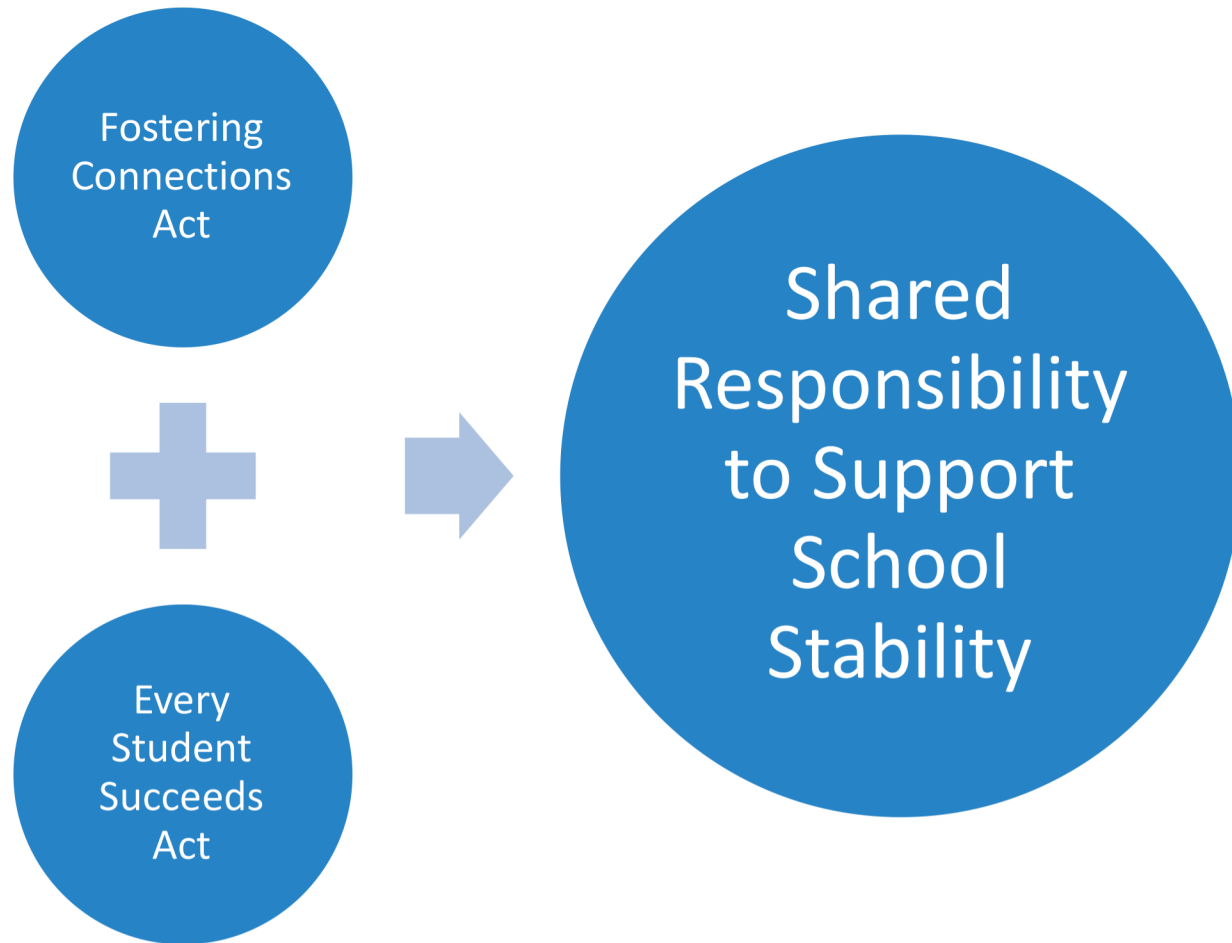 Fostering
Connections
Act
Every
Student
Succeeds
Act
Shared
Responsibility
to Support
School
Stability